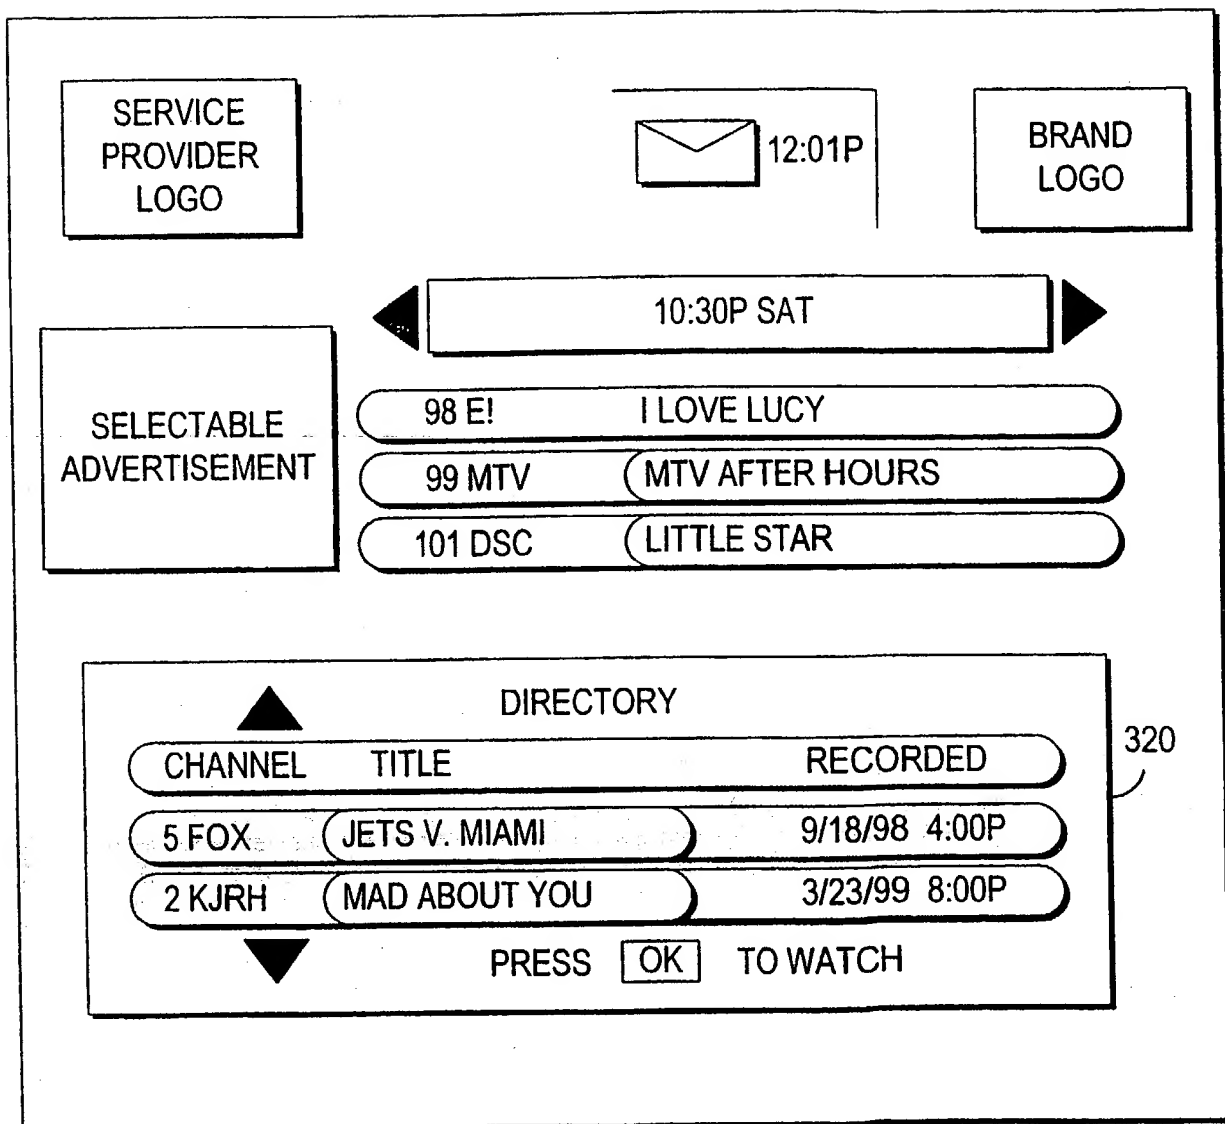 SERVICE
PROVIDER
LOGO
12:01P
BRAND
LOGO
10:30P SAT
SELECTABLE
ADVERTISEMENT
98 E! I LOVE LUCY
99 MTV MTV AFTER HOURS
101 DSC LITTLE STAR
DIRECTORY
CHANNEL TITLE RECORDED
5 FOX JETS V. MIAMI 9/18/98 4:00P
2 KJRH MAD ABOUT YOU 3/23/99 8:00P
PRESS OK TO WATCH
320